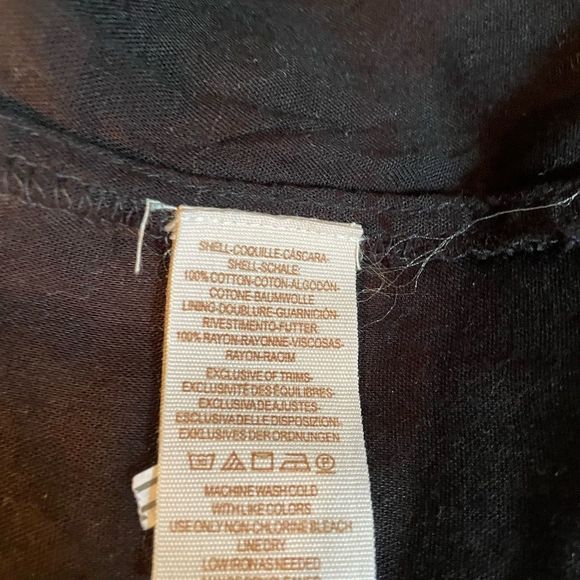 SHELL-COQUILLE-CÁSCARA-
SHELL-SCHALE:
100% COTTON-COTON-ALGODÓN-
COTONE-BAUMWOLLE
LINING-DOUBLURE-GUARNICIÓN-
RIVESTIMENTO-FUTTER:
100% RAYON-RAYONNE-VISCOSAS-
RAYON-RACIM
EXCLUSIVE OF TRIMS-
EXCLUSIVITÉ DES ÉQUILIBRES-
EXCLUSIVA DE AJUSTES-
ESCLUSIVA DELLE DISPOSIZIONI-
EXKLUSIVES DER ORDNUNGEN
MACHINE WASH COLD
WITH LIKE COLORS
USE ONLY NON-CHLORINE BLEACH
LINE DRY
LOW IRON AS NEEDED